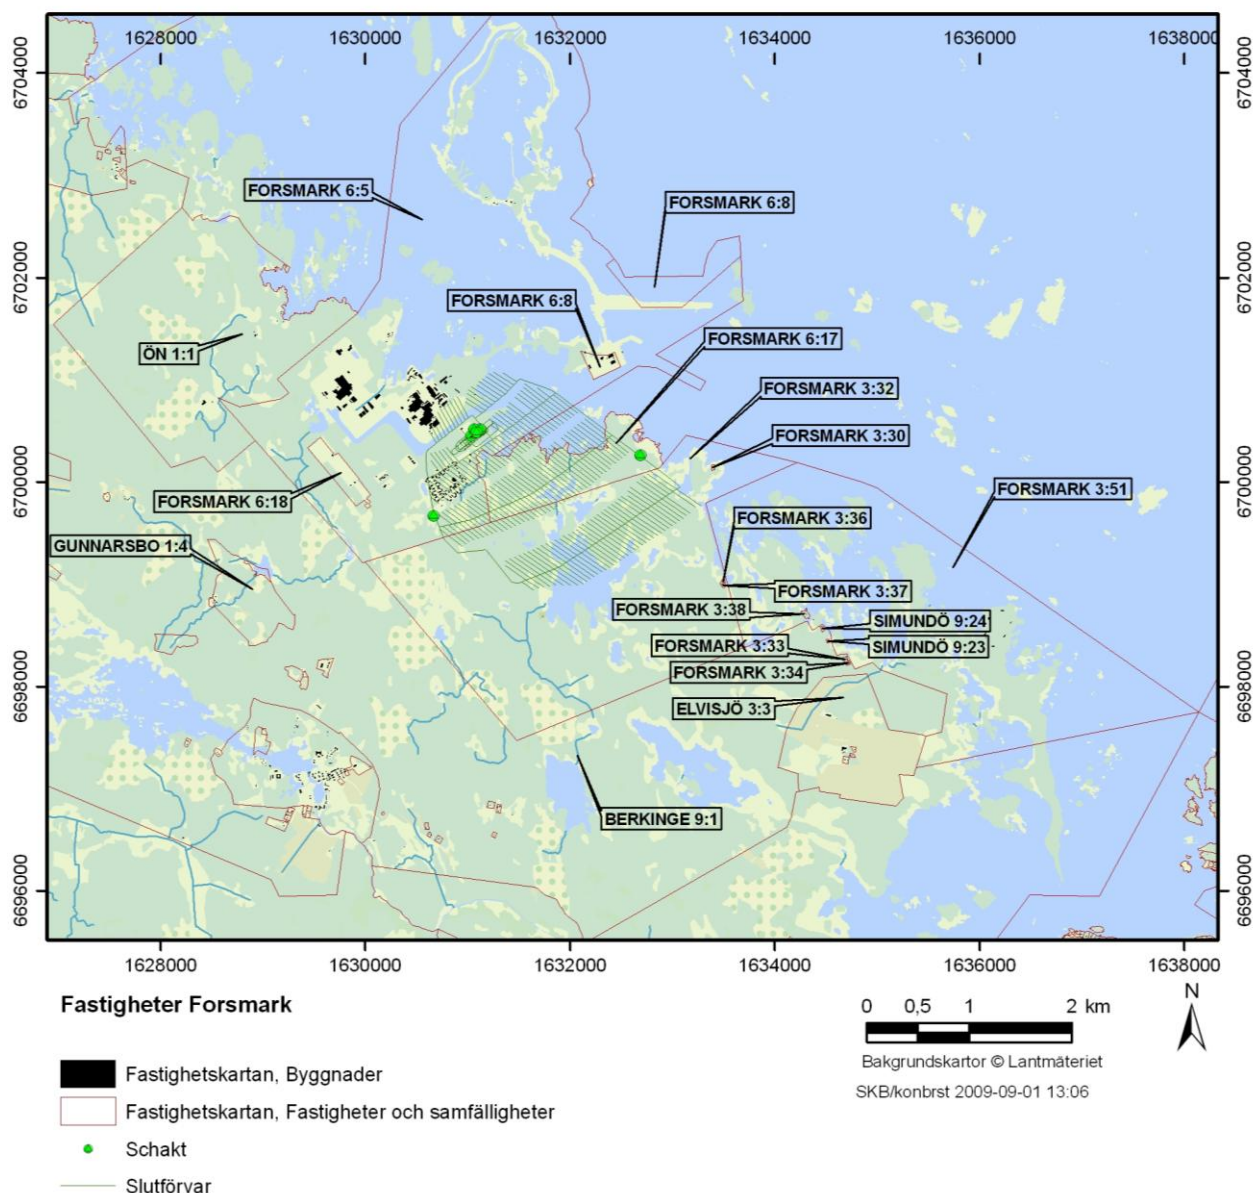 1628000 1630000 1632000 1634000 1636000 1638000
6704000 6704000
FORSMARK 6:5
FORSMARK 6:8
6702000 6702000
FORSMARK 6:8
FORSMARK 6:17
ÖN 1:1
FORSMARK 3:32
FORSMARK 3:30
6700000 6700000
FORSMARK 6:18
FORSMARK 3:51
FORSMARK 3:36
GUNNARSBO 1:4
FORSMARK 3:37
FORSMARK 3:38
SIMUNDÖ 9:24
FORSMARK 3:33
SIMUNDÖ 9:23
FORSMARK 3:34
6698000 6698000
ELVISJÖ 3:3
BERKINGE 9:1
6696000 6696000
1628000 1630000 1632000 1634000 1636000 1638000
Fastigheter Forsmark
0 0,5 1 2 km
N
Bakgrundskartor © Lantmäteriet
SKB/konbrst 2009-09-01 13:06
Fastighetskartan, Byggnader
Fastighetskartan, Fastigheter och samfälligheter
Schakt
Slutförvar